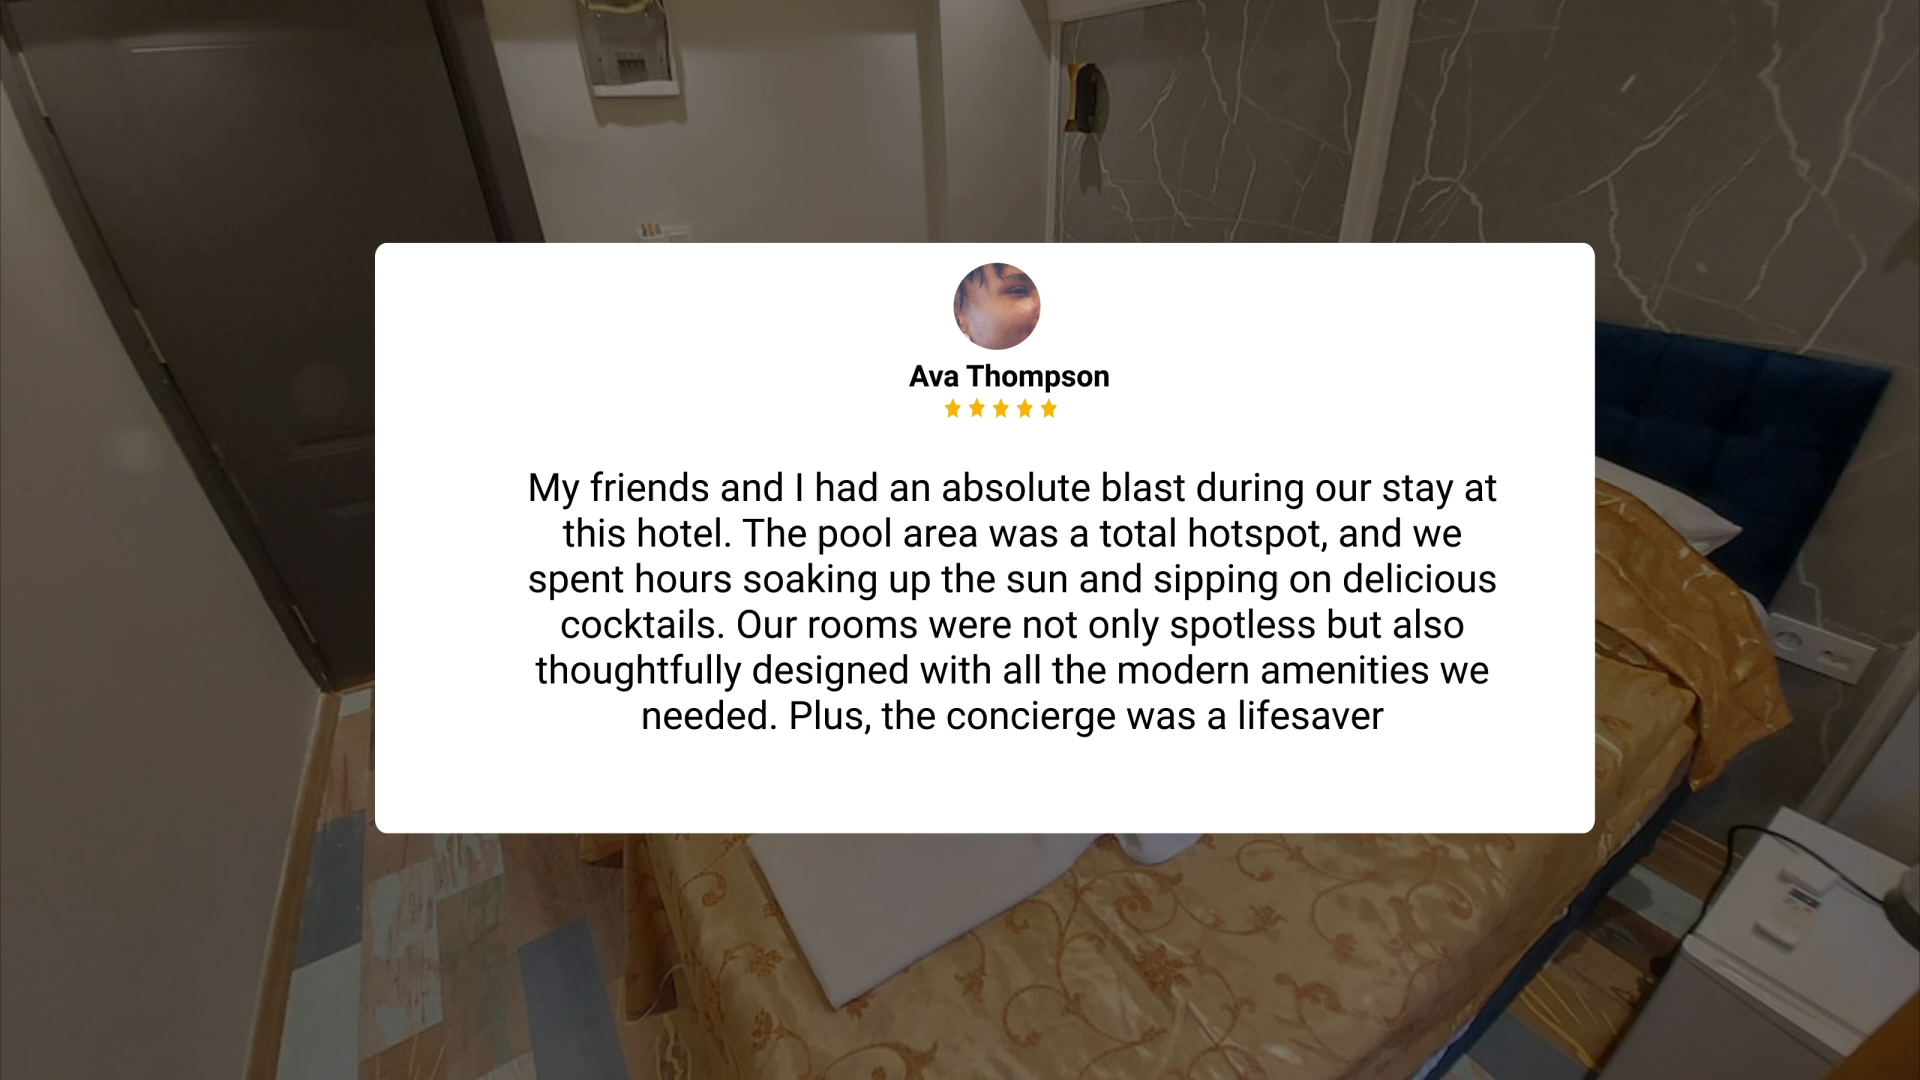 Ava Thompson
My friends and I had an absolute blast during our stay at
this hotel. The pool area was a total hotspot, and we
spent hours soaking up the sun and sipping on delicious
cocktails. Our rooms were not only spotless but also
thoughtfully designed with all the modern amenities we
needed. Plus, the concierge was a lifesaver